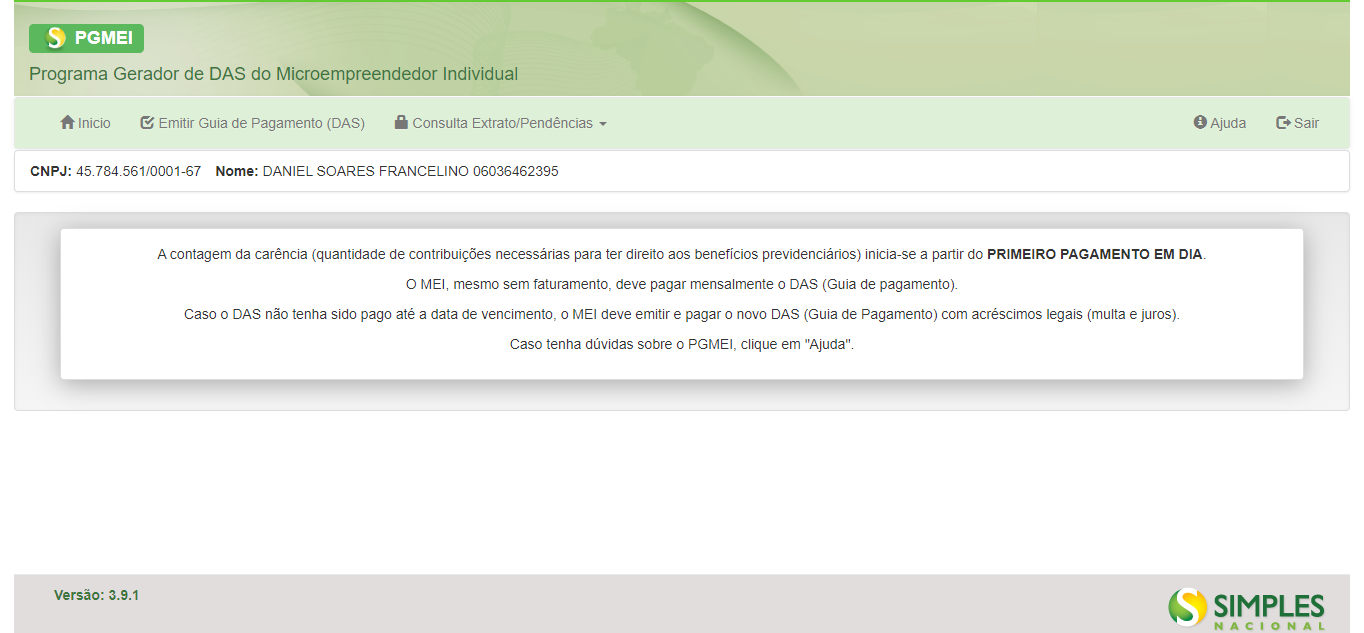 PGMEI
Programa Gerador de DAS do Microempreendedor Individual
Inicio Emitir Guia de Pagamento (DAS) Consulta Extrato/Pendências Ajuda Sair
CNPJ: 45.784.561/0001-67 Nome: DANIEL SOARES FRANCELINO 06036462395
A contagem da carência (quantidade de contribuições necessárias para ter direito aos benefícios previdenciários) inicia-se a partir do PRIMEIRO PAGAMENTO EM DIA.
O MEI, mesmo sem faturamento, deve pagar mensalmente o DAS (Guia de pagamento).
Caso o DAS não tenha sido pago até a data de vencimento, o MEI deve emitir e pagar o novo DAS (Guia de Pagamento) com acréscimos legais (multa e juros).
Caso tenha dúvidas sobre o PGMEI, clique em "Ajuda".
Versão: 3.9.1
SIMPLES
NACIONAL